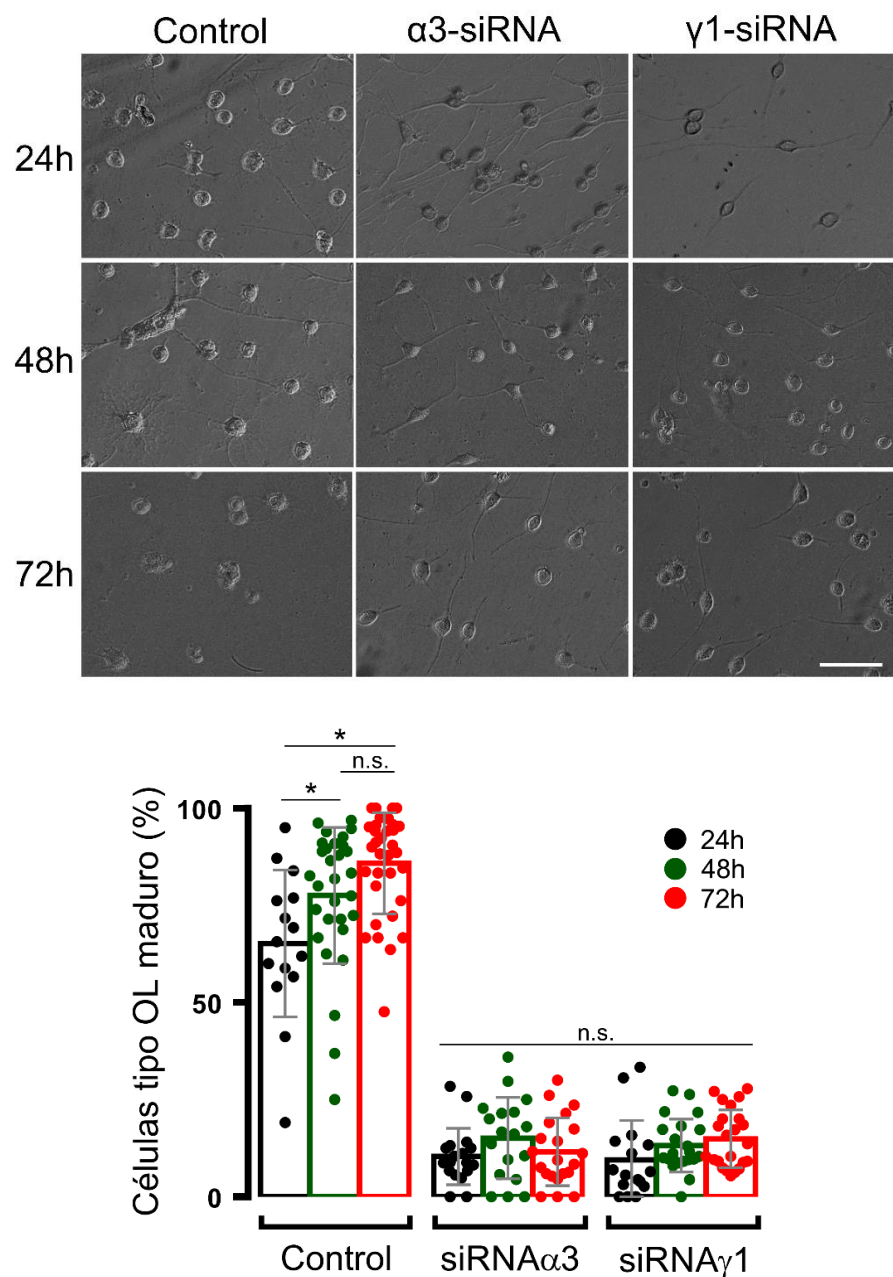 Control α3-siRNA γ1-siRNA
24h
48h
72h
*
n.s.
*
Células tipo OL maduro (%)
100
50
0
24h
48h
72h
n.s.
Control siRNAα3 siRNAγ1